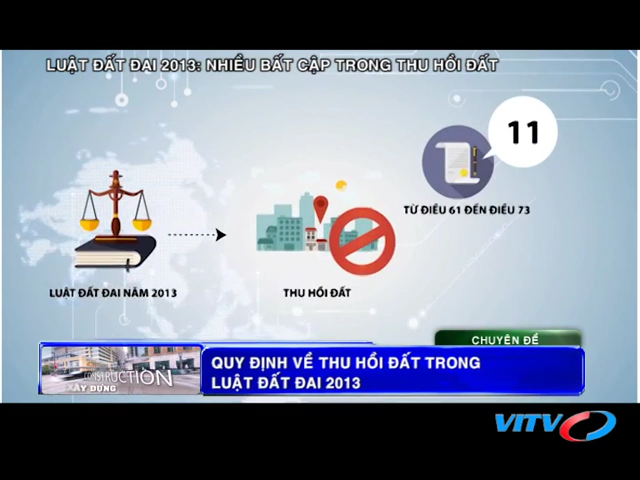 LUẬT ĐẤT ĐAI 2013: NHIỀU BẤT CẬP TRONG THU HỒI ĐẤT
11
TỪ ĐIỀU 61 ĐẾN ĐIỀU 73
LUẬT ĐẤT ĐAI NĂM 2013
THU HỒI ĐẤT
CHUYÊN ĐỀ
CONSTRUCTION
XÂY DỰNG
QUY ĐỊNH VỀ THU HỒI ĐẤT TRONG
LUẬT ĐẤT ĐAI 2013
VITV